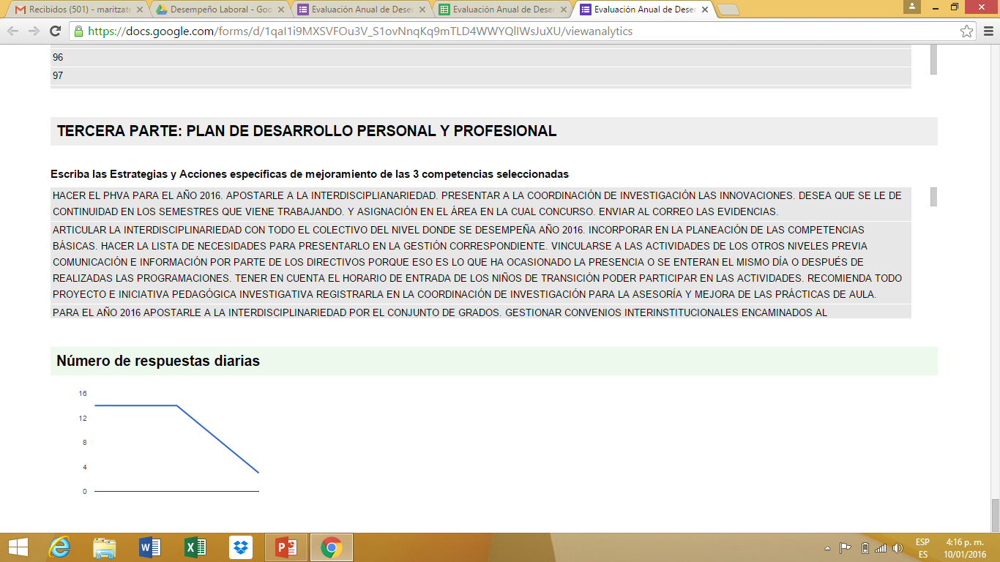 Recibidos (501) - maritzate
Desempeño Laboral - Goo
Evaluación Anual de Deser
Evaluación Anual de Deser
Evaluación Anual de Deser
https://docs.google.com/forms/d/1qaI1i9MXSVFOu3V_S1ovNnqKq9mTLD4WWYQlIWsJuXU/viewanalytics
96
97
TERCERA PARTE: PLAN DE DESARROLLO PERSONAL Y PROFESIONAL
Escriba las Estrategias y Acciones específicas de mejoramiento de las 3 competencias seleccionadas
HACER EL PHVA PARA EL AÑO 2016. APOSTARLE A LA INTERDISCIPLIANARIEDAD. PRESENTAR A LA COORDINACIÓN DE INVESTIGACIÓN LAS INNOVACIONES. DESEA QUE SE LE DE
CONTINUIDAD EN LOS SEMESTRES QUE VIENE TRABAJANDO. Y ASIGNACIÓN EN EL ÁREA EN LA CUAL CONCURSO. ENVIAR AL CORREO LAS EVIDENCIAS.
ARTICULAR LA INTERDISCIPLINARIEDAD CON TODO EL COLECTIVO DEL NIVEL DONDE SE DESEMPEÑA AÑO 2016. INCORPORAR EN LA PLANEACIÓN DE LAS COMPETENCIAS
BÁSICAS. HACER LA LISTA DE NECESIDADES PARA PRESENTARLO EN LA GESTIÓN CORRESPONDIENTE. VINCULARSE A LAS ACTIVIDADES DE LOS OTROS NIVELES PREVIA
COMUNICACIÓN E INFORMACIÓN POR PARTE DE LOS DIRECTIVOS PORQUE ESO ES LO QUE HA OCASIONADO LA PRESENCIA O SE ENTERAN EL MISMO DÍA O DESPUÉS DE
REALIZADAS LAS PROGRAMACIONES. TENER EN CUENTA EL HORARIO DE ENTRADA DE LOS NIÑOS DE TRANSICIÓN PODER PARTICIPAR EN LAS ACTIVIDADES. RECOMIENDA TODO
PROYECTO E INICIATIVA PEDAGÓGICA INVESTIGATIVA REGISTRARLA EN LA COORDINACIÓN DE INVESTIGACIÓN PARA LA ASESORÍA Y MEJORA DE LAS PRÁCTICAS DE AULA.
PARA EL AÑO 2016 APOSTARLE A LA INTERDISCIPLINARIEDAD POR EL CONJUNTO DE GRADOS. GESTIONAR CONVENIOS INTERINSTITUCIONALES ENCAMINADOS AL
Número de respuestas diarias
16
12
8
4
0
ESP
ES
4:16 p. m.
10/01/2016